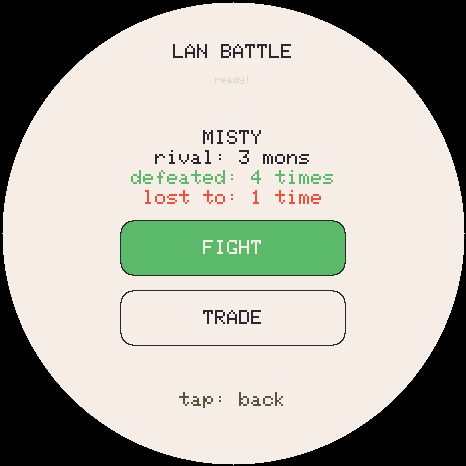 LAN BATTLE
ready!
MISTY
rival: 3 mons
defeated: 4 times
lost to: 1 time
FIGHT
TRADE
tap: back